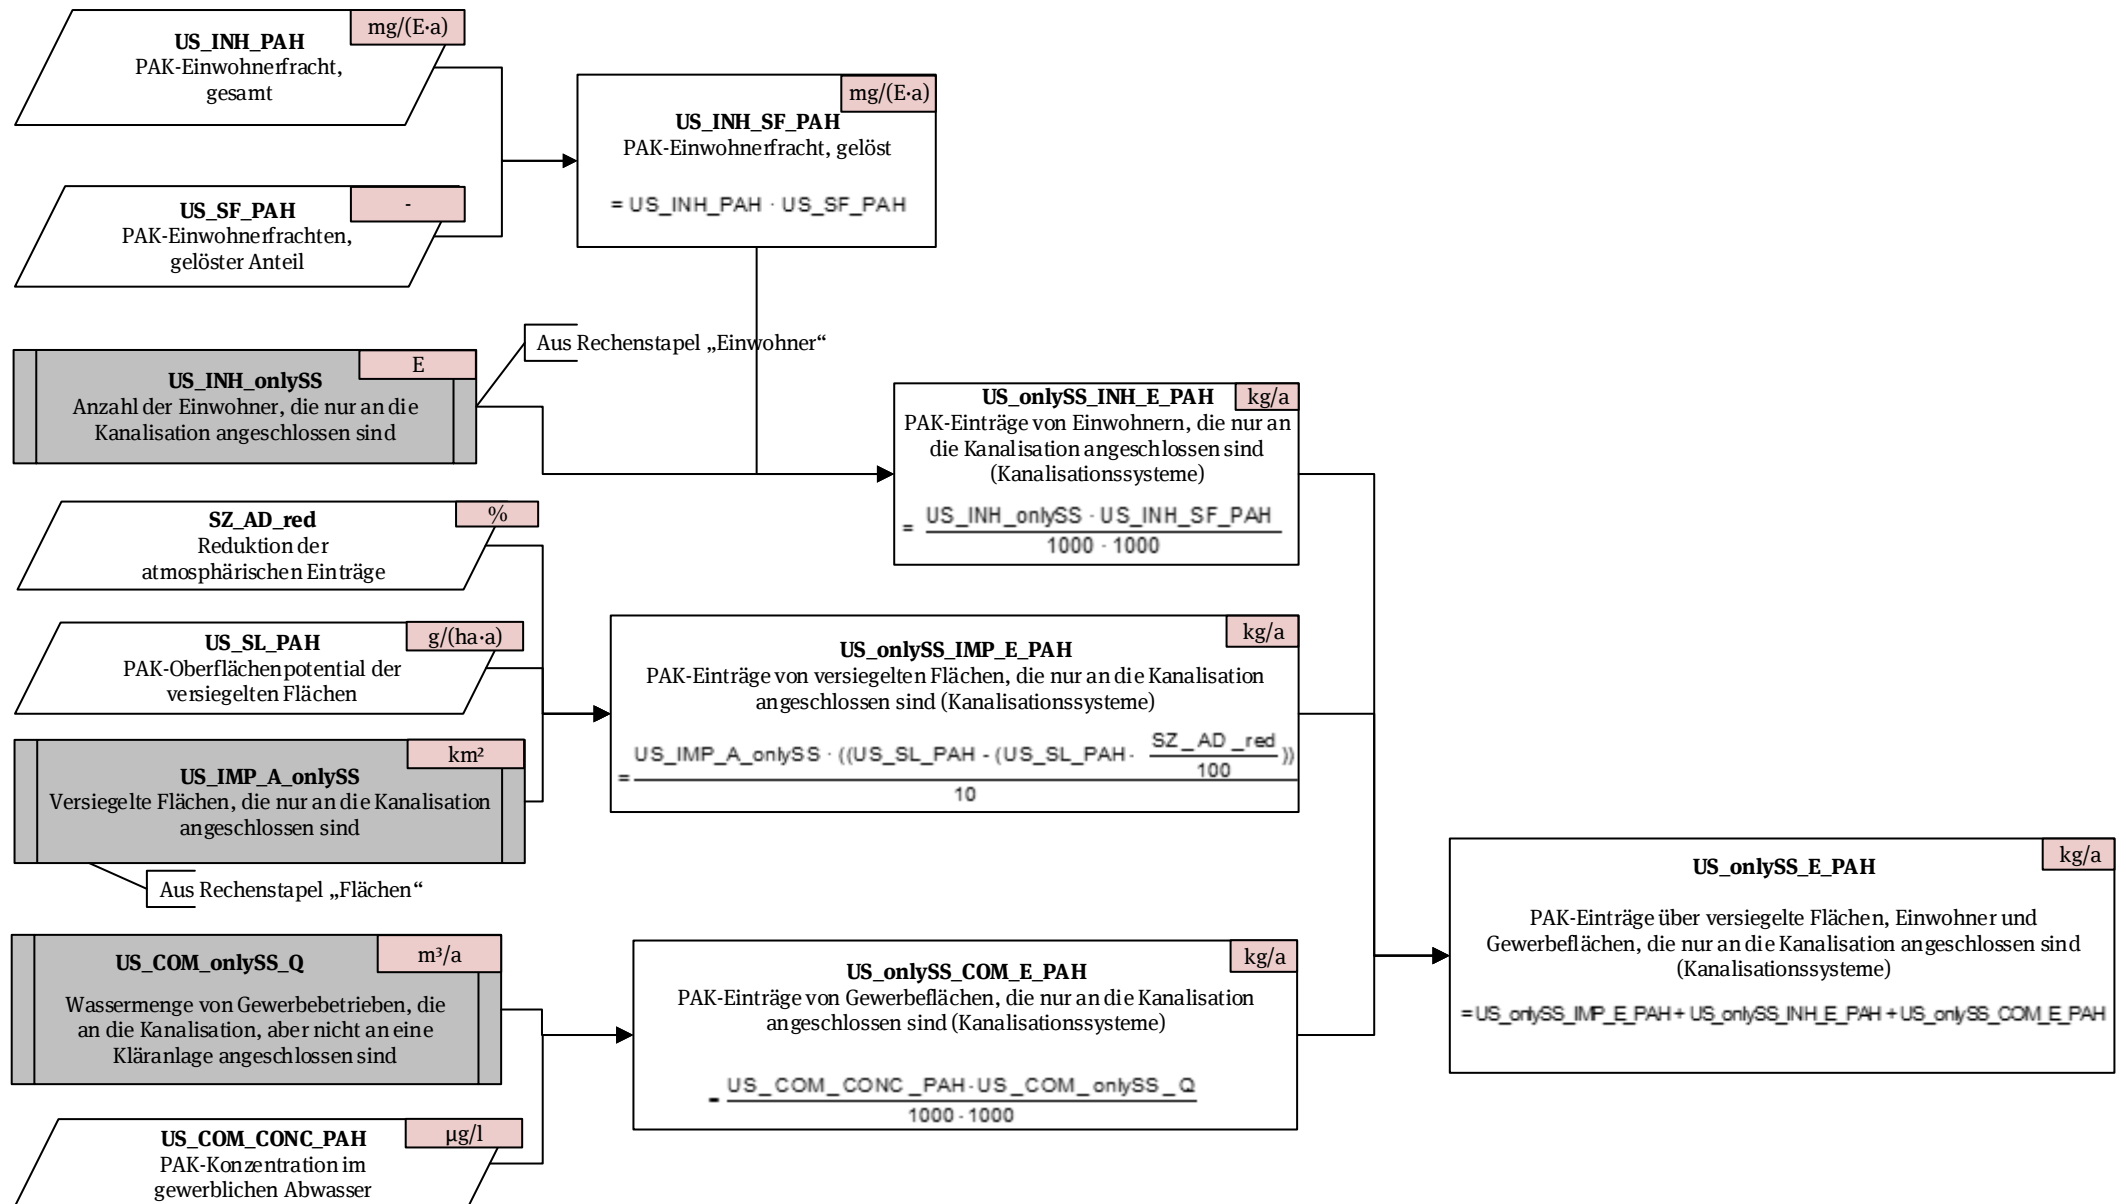 mg/(E·a)
US_INH_PAH
PAK-Einwohnerfracht,
gesamt
-
US_SF_PAH
PAK-Einwohnerfrachten,
gelöster Anteil
mg/(E·a)
US_INH_SF_PAH
PAK-Einwohnerfracht, gelöst
= US_INH_PAH · US_SF_PAH
Aus Rechenstapel „Einwohner“
E
US_INH_onlySS
Anzahl der Einwohner, die nur an die
Kanalisation angeschlossen sind
US_onlySS_INH_E_PAH
kg/a
PAK-Einträge von Einwohnern, die nur an
die Kanalisation angeschlossen sind
(Kanalisationssysteme)
= US_INH_onlySS · US_INH_SF_PAH
1000 · 1000
%
SZ_AD_red
Reduktion der
atmosphärischen Einträge
g/(ha·a)
US_SL_PAH
PAK-Oberflächenpotential der
versiegelten Flächen
km²
US_IMP_A_onlySS
Versiegelte Flächen, die nur an die Kanalisation
angeschlossen sind
Aus Rechenstapel „Flächen“
kg/a
US_onlySS_IMP_E_PAH
PAK-Einträge von versiegelten Flächen, die nur an die Kanalisation
angeschlossen sind (Kanalisationssysteme)
= US_IMP_A_onlySS · ((US_SL_PAH - (US_SL_PAH · SZ_AD_red
100 ))
10
m³/a
US_COM_onlySS_Q
Wassermenge von Gewerbebetrieben, die
an die Kanalisation, aber nicht an eine
Kläranlage angeschlossen sind
µg/l
US_COM_CONC_PAH
PAK-Konzentration im
gewerblichen Abwasser
kg/a
US_onlySS_COM_E_PAH
PAK-Einträge von Gewerbeflächen, die nur an die Kanalisation
angeschlossen sind (Kanalisationssysteme)
= US_COM_CONC_PAH · US_COM_onlySS_Q
1000 · 1000
kg/a
US_onlySS_E_PAH
PAK-Einträge über versiegelte Flächen, Einwohner und
Gewerbeflächen, die nur an die Kanalisation angeschlossen sind
(Kanalisationssysteme)
= US_onlySS_IMP_E_PAH + US_onlySS_INH_E_PAH + US_onlySS_COM_E_PAH